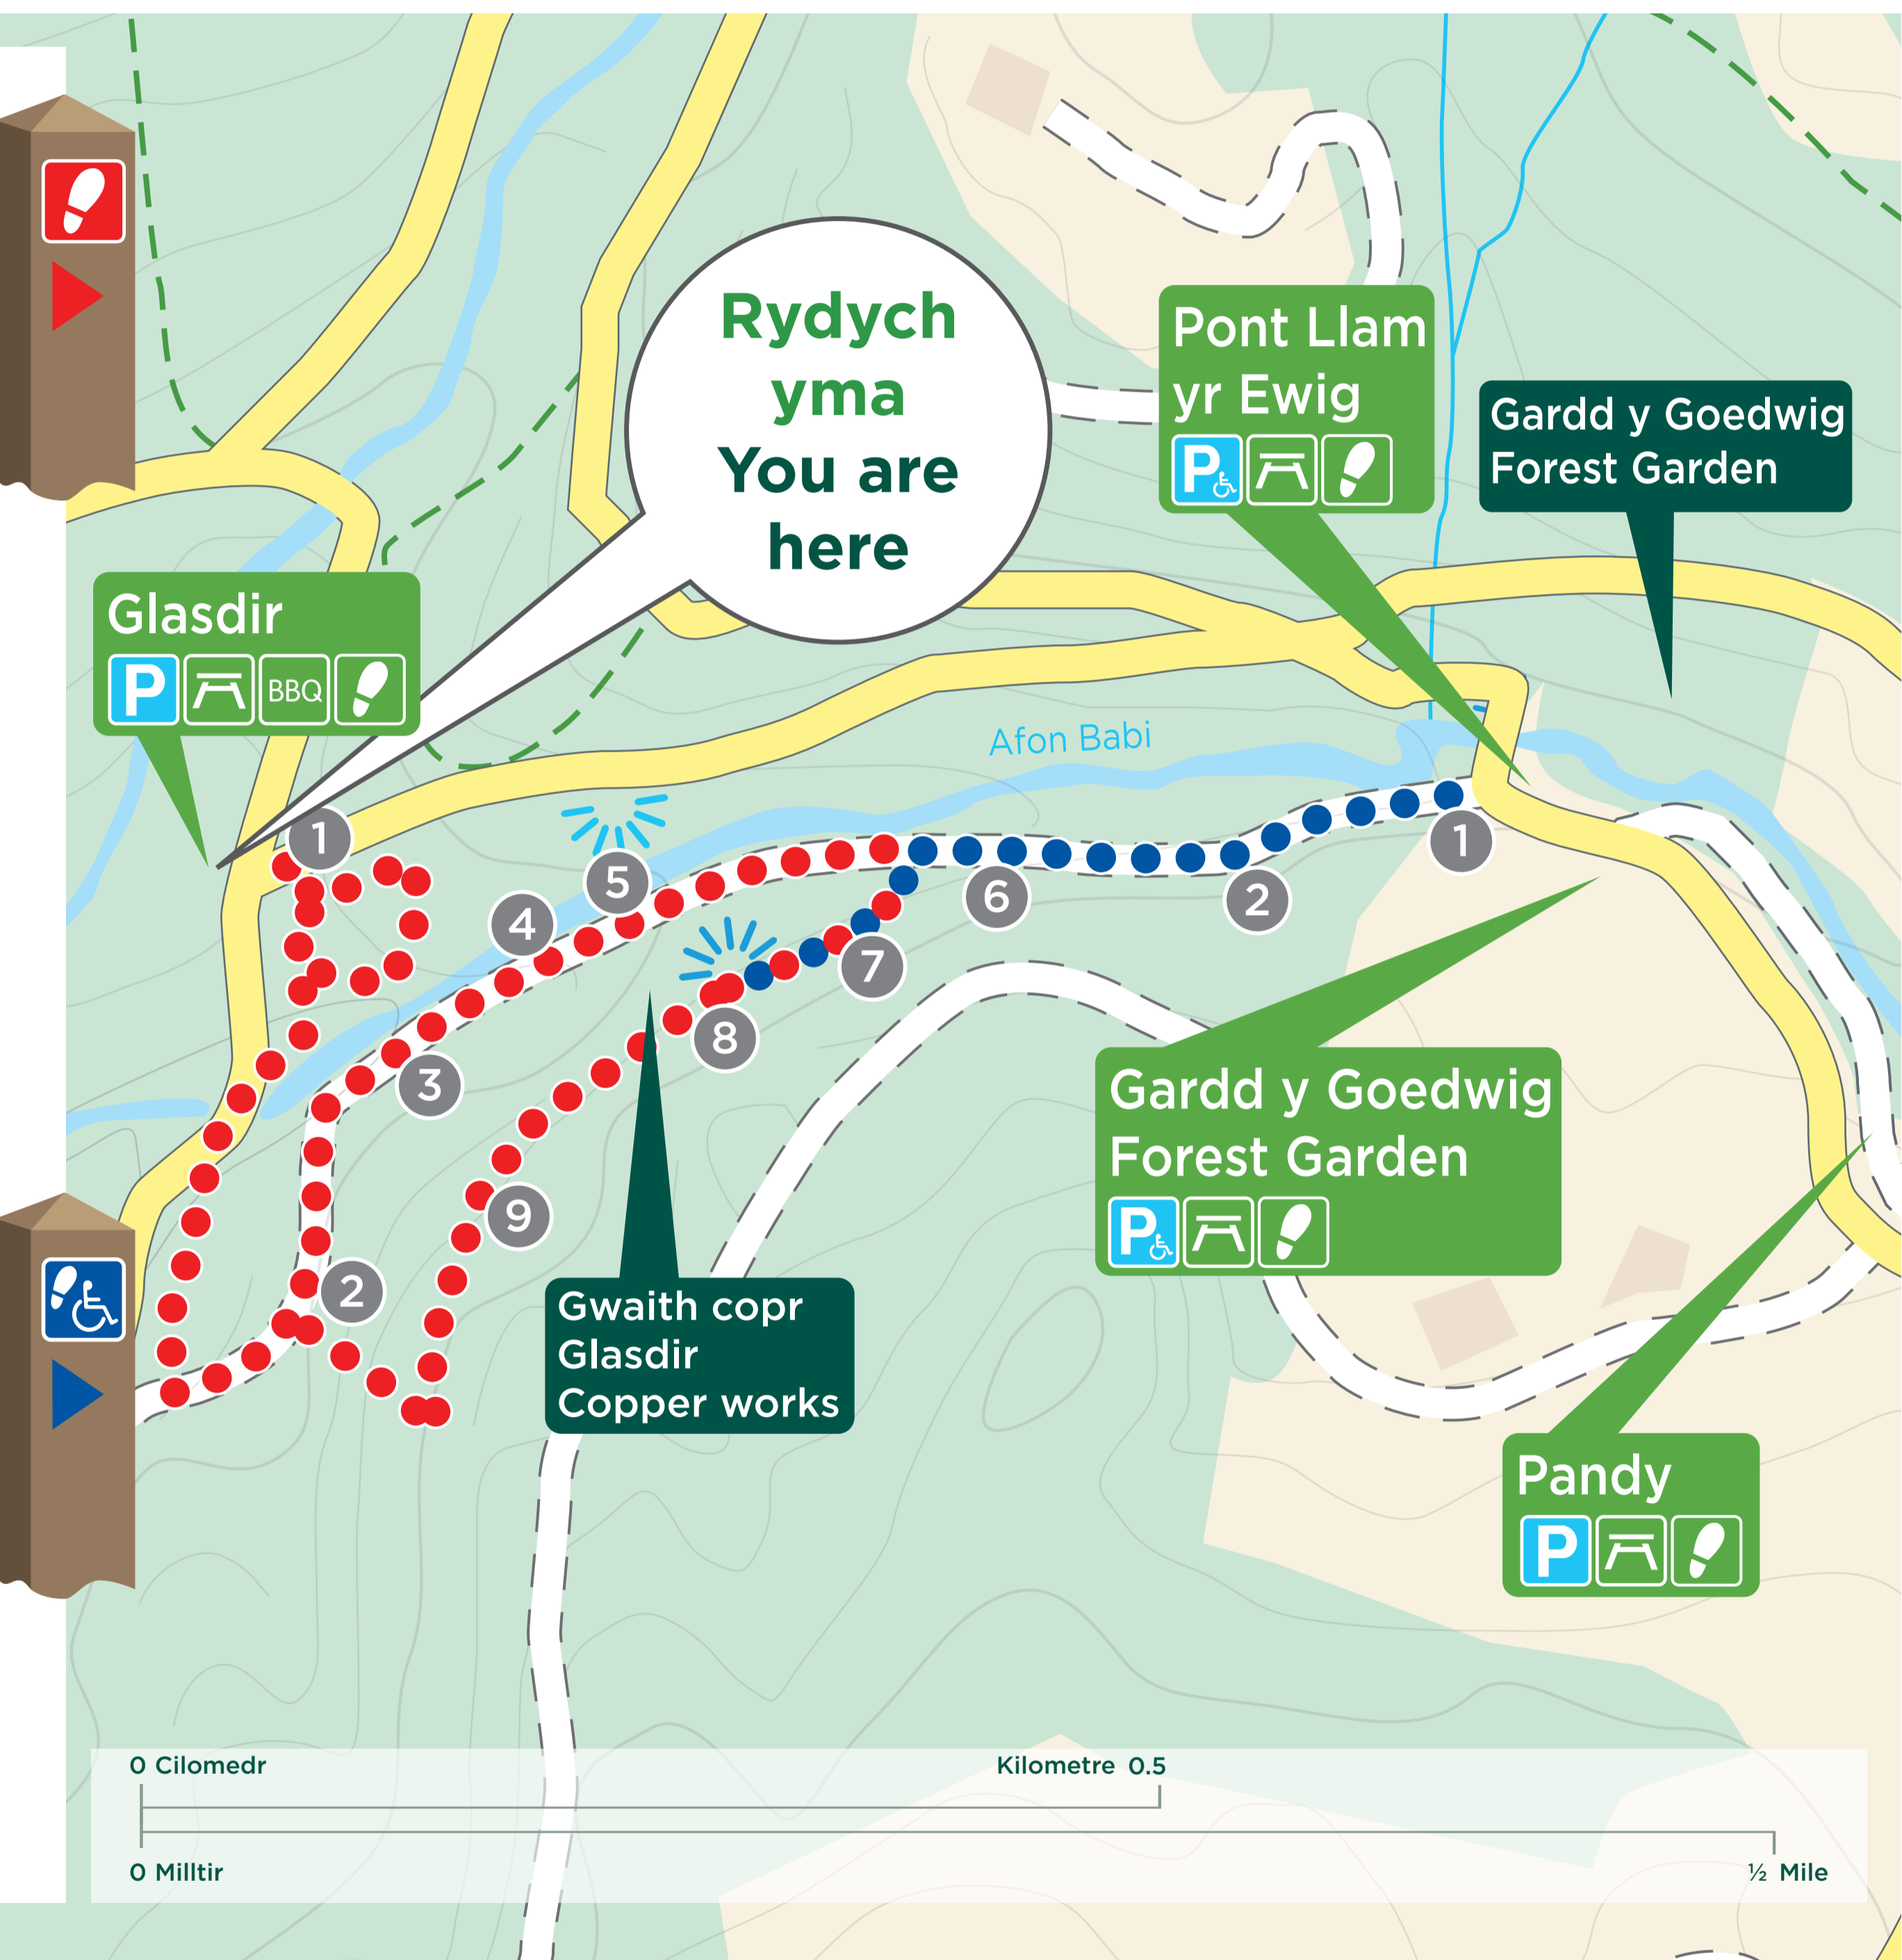 Rydych
yma
You are
here
Pont Llam
yr Ewig
P
Gardd y Goedwig
Forest Garden
Glasdir
P
BBQ
Afon Babi
1
5
4
6
2
1
7
8
3
9
2
Gardd y Goedwig
Forest Garden
P
Gwaith copr
Glasdir
Copper works
Pandy
P
0 Cilomedr
Kilometre 0.5
0 Milltir
½ Mile